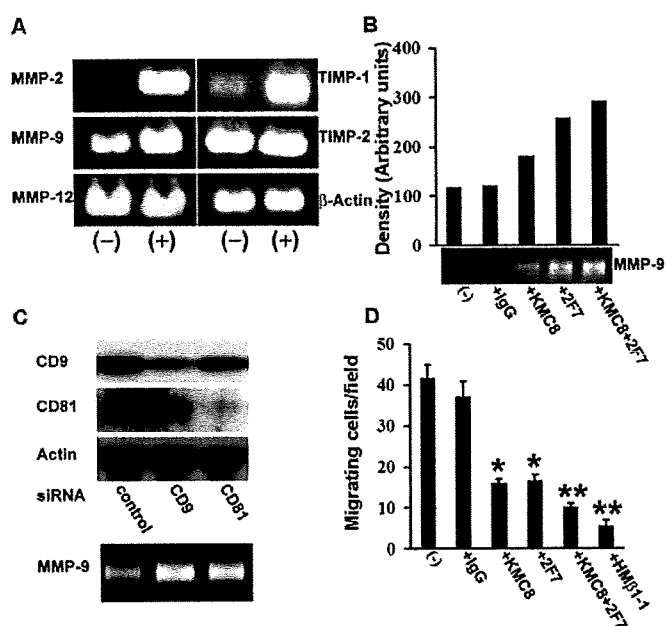 A
MMP-2
TIMP-1
MMP-9
TIMP-2
MMP-12
β-Actin
(−) (+) (−) (+)
B
Density (Arbitrary units)
400
300
200
100
0
MMP-9
(-) +IgG +KMC8 +2F7 +KMC8+2F7
C
CD9
CD81
Actin
siRNA control CD9 CD81
MMP-9
D
Migrating cells/field
50
40
30
20
10
0
* * ** **
(-) +IgG +KMC8 +2F7 +KMC8+2F7 +HMβ1-1